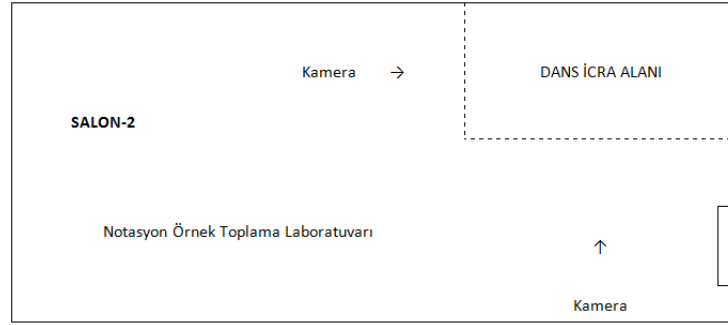 Kamera →
DANS İCRA ALANI
SALON-2
Notasyon Örnek Toplama Laboratuvarı
↑
Kamera